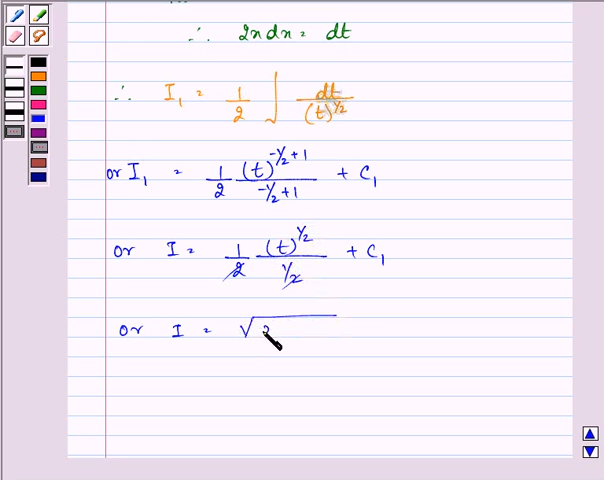 ∴ 2x dx = dt
∴ I₁ = 1/2 ∫ dt/(t)^1/2
or I₁ = 1/2 (t)^(-1/2 + 1)/(-1/2 + 1) + C₁
or I = 1/2 (t)^1/2/(1/2) + C₁
or I = √